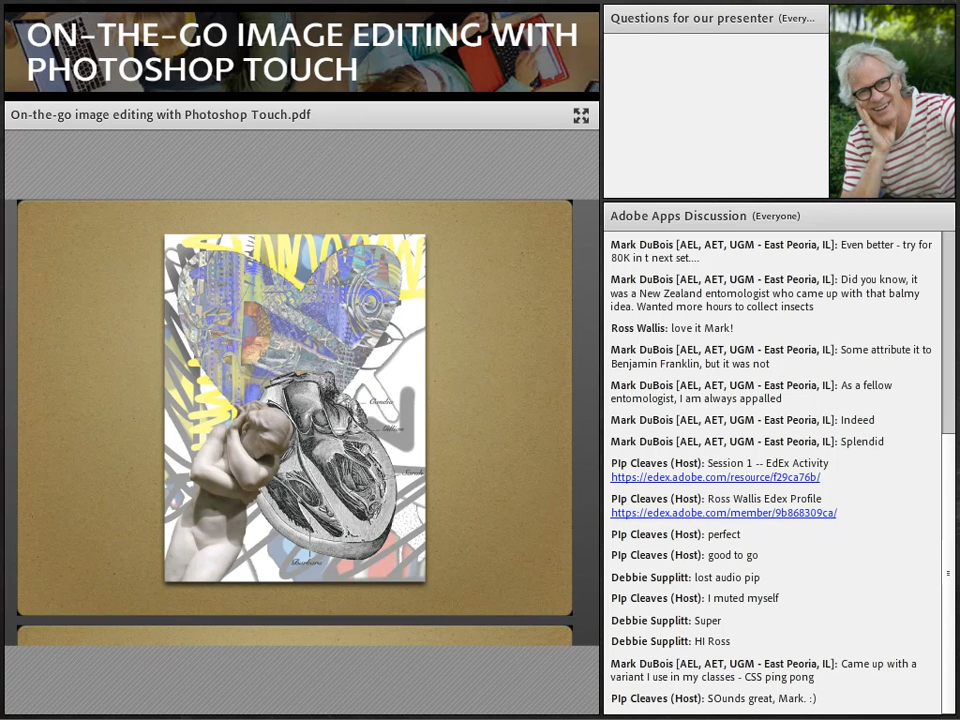 ON-THE-GO IMAGE EDITING WITH
PHOTOSHOP TOUCH
On-the-go image editing with Photoshop Touch.pdf
Candia
Allison
Sarah
Barbara
Questions for our presenter (Every...
Adobe Apps Discussion (Everyone)
Mark DuBois [AEL, AET, UGM - East Peoria, IL]: Even better - try for
80K in t next set....
Mark DuBois [AEL, AET, UGM - East Peoria, IL]: Did you know, it
was a New Zealand entomologist who came up with that balmy
idea. Wanted more hours to collect insects
Ross Wallis: love it Mark!
Mark DuBois [AEL, AET, UGM - East Peoria, IL]: Some attribute it to
Benjamin Franklin, but it was not
Mark DuBois [AEL, AET, UGM - East Peoria, IL]: As a fellow
entomologist, I am always appalled
Mark DuBois [AEL, AET, UGM - East Peoria, IL]: Indeed
Mark DuBois [AEL, AET, UGM - East Peoria, IL]: Splendid
PIp Cleaves (Host): Session 1 -- EdEx Activity
https://edex.adobe.com/resource/f29ca76b/
PIp Cleaves (Host): Ross Wallis Edex Profile
https://edex.adobe.com/member/9b868309ca/
PIp Cleaves (Host): perfect
PIp Cleaves (Host): good to go
Debbie Supplitt: lost audio pip
PIp Cleaves (Host): I muted myself
Debbie Supplitt: Super
Debbie Supplitt: HI Ross
Mark DuBois [AEL, AET, UGM - East Peoria, IL]: Came up with a
variant I use in my classes - CSS ping pong
PIp Cleaves (Host): SOunds great, Mark. :)